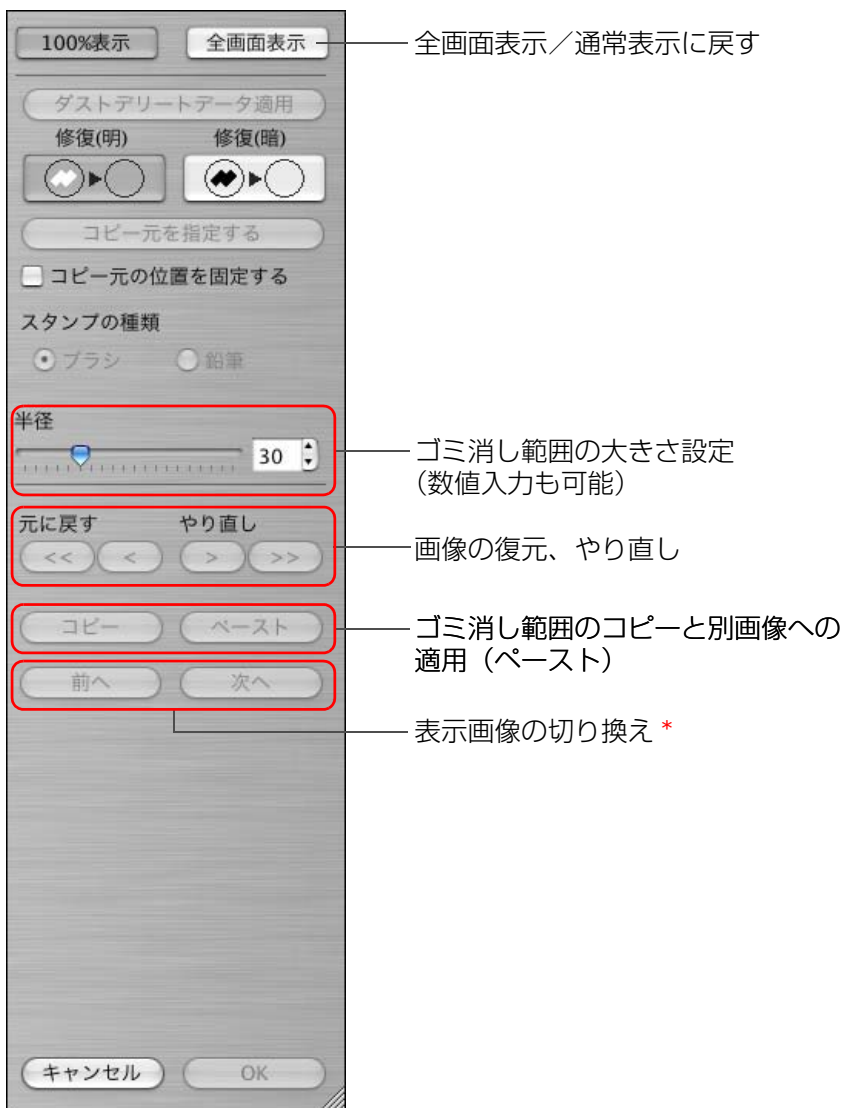 100%表示 全画面表示 全画面表示／通常表示に戻す
ダストデリートデータ適用
修復(明) 修復(暗)
コピー元を指定する
コピー元の位置を固定する
スタンプの種類
ブラシ 鉛筆
半径
30 ゴミ消し範囲の大きさ設定
（数値入力も可能）
元に戻す やり直し
<< < > >> 画像の復元、やり直し
コピー ペースト ゴミ消し範囲のコピーと別画像への
適用（ペースト）
前へ 次へ
表示画像の切り換え *
キャンセル OK